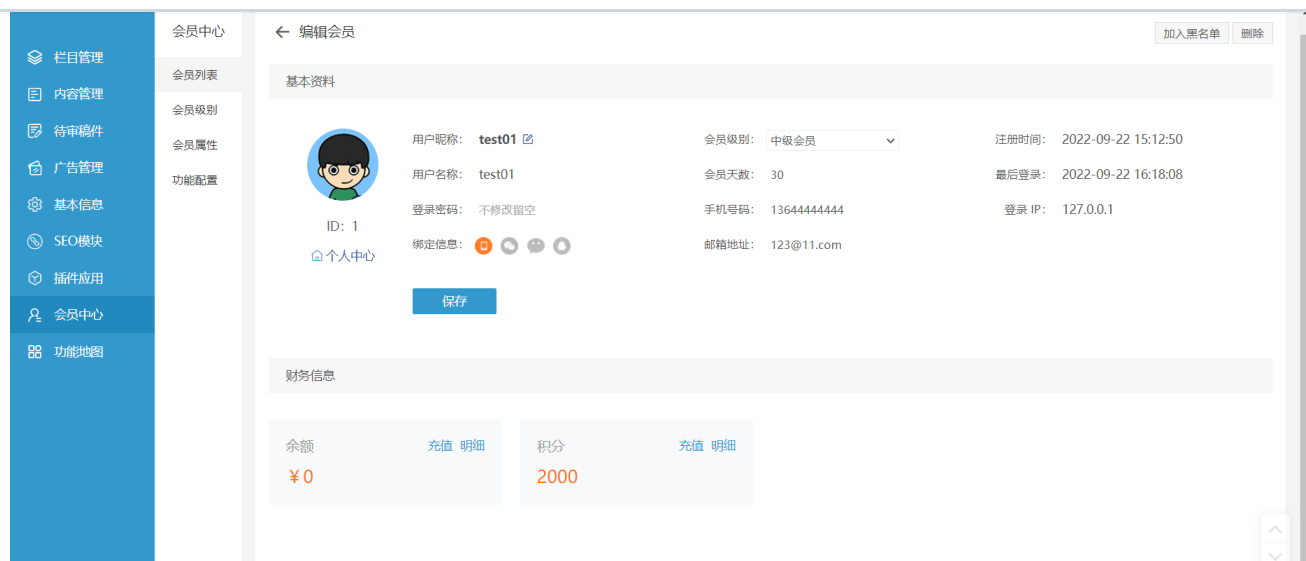 栏目管理
内容管理
待审稿件
广告管理
基本信息
SEO模块
插件应用
会员中心
功能地图
会员中心
会员列表
会员级别
会员属性
功能配置
← 编辑会员
加入黑名单 删除
基本资料
ID: 1
个人中心
用户昵称: test01
用户名称: test01
登录密码: 不修改留空
绑定信息:
会员级别: 中级会员
会员天数: 30
手机号码: 13644444444
邮箱地址: 123@11.com
注册时间: 2022-09-22 15:12:50
最后登录: 2022-09-22 16:18:08
登录 IP: 127.0.0.1
保存
财务信息
余额 充值 明细
¥0
积分 充值 明细
2000